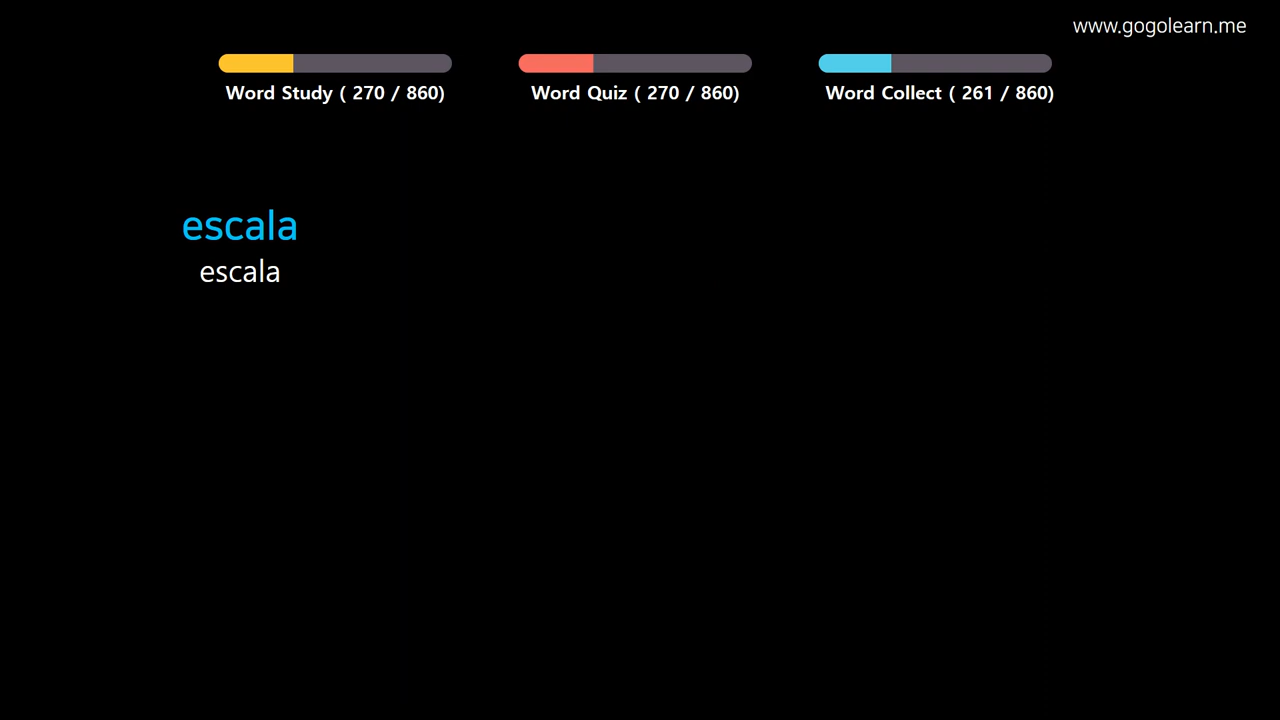 www.gogolearn.me
Word Study ( 270 / 860)
Word Quiz ( 270 / 860)
Word Collect ( 261 / 860)
escala
escala